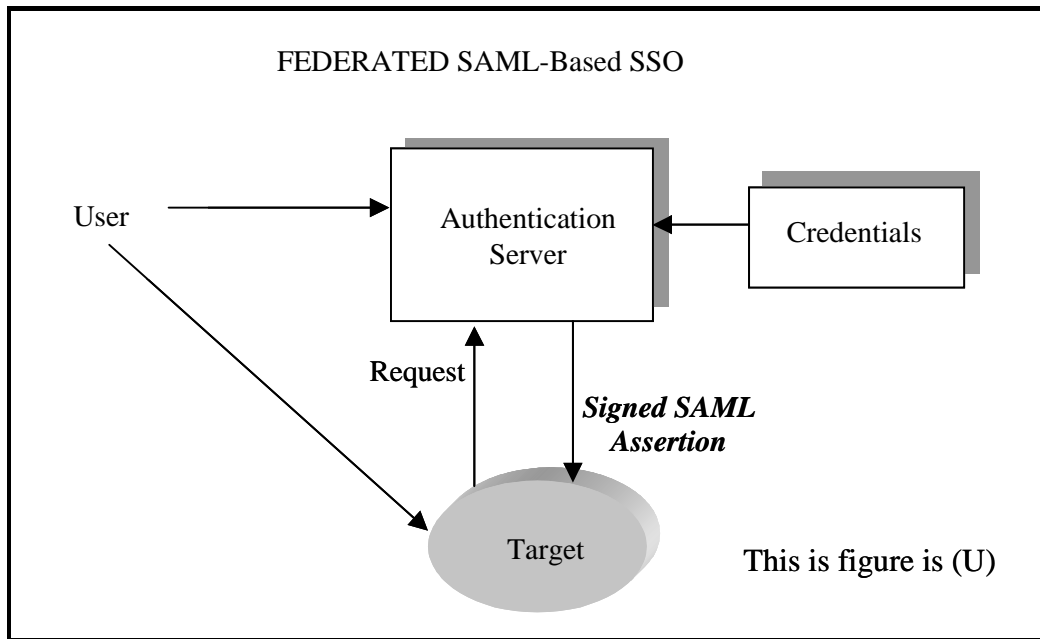 FEDERATED SAML-Based SSO
User
Authentication
Server
Credentials
Request
Signed SAML
Assertion
Target
This is figure is (U)